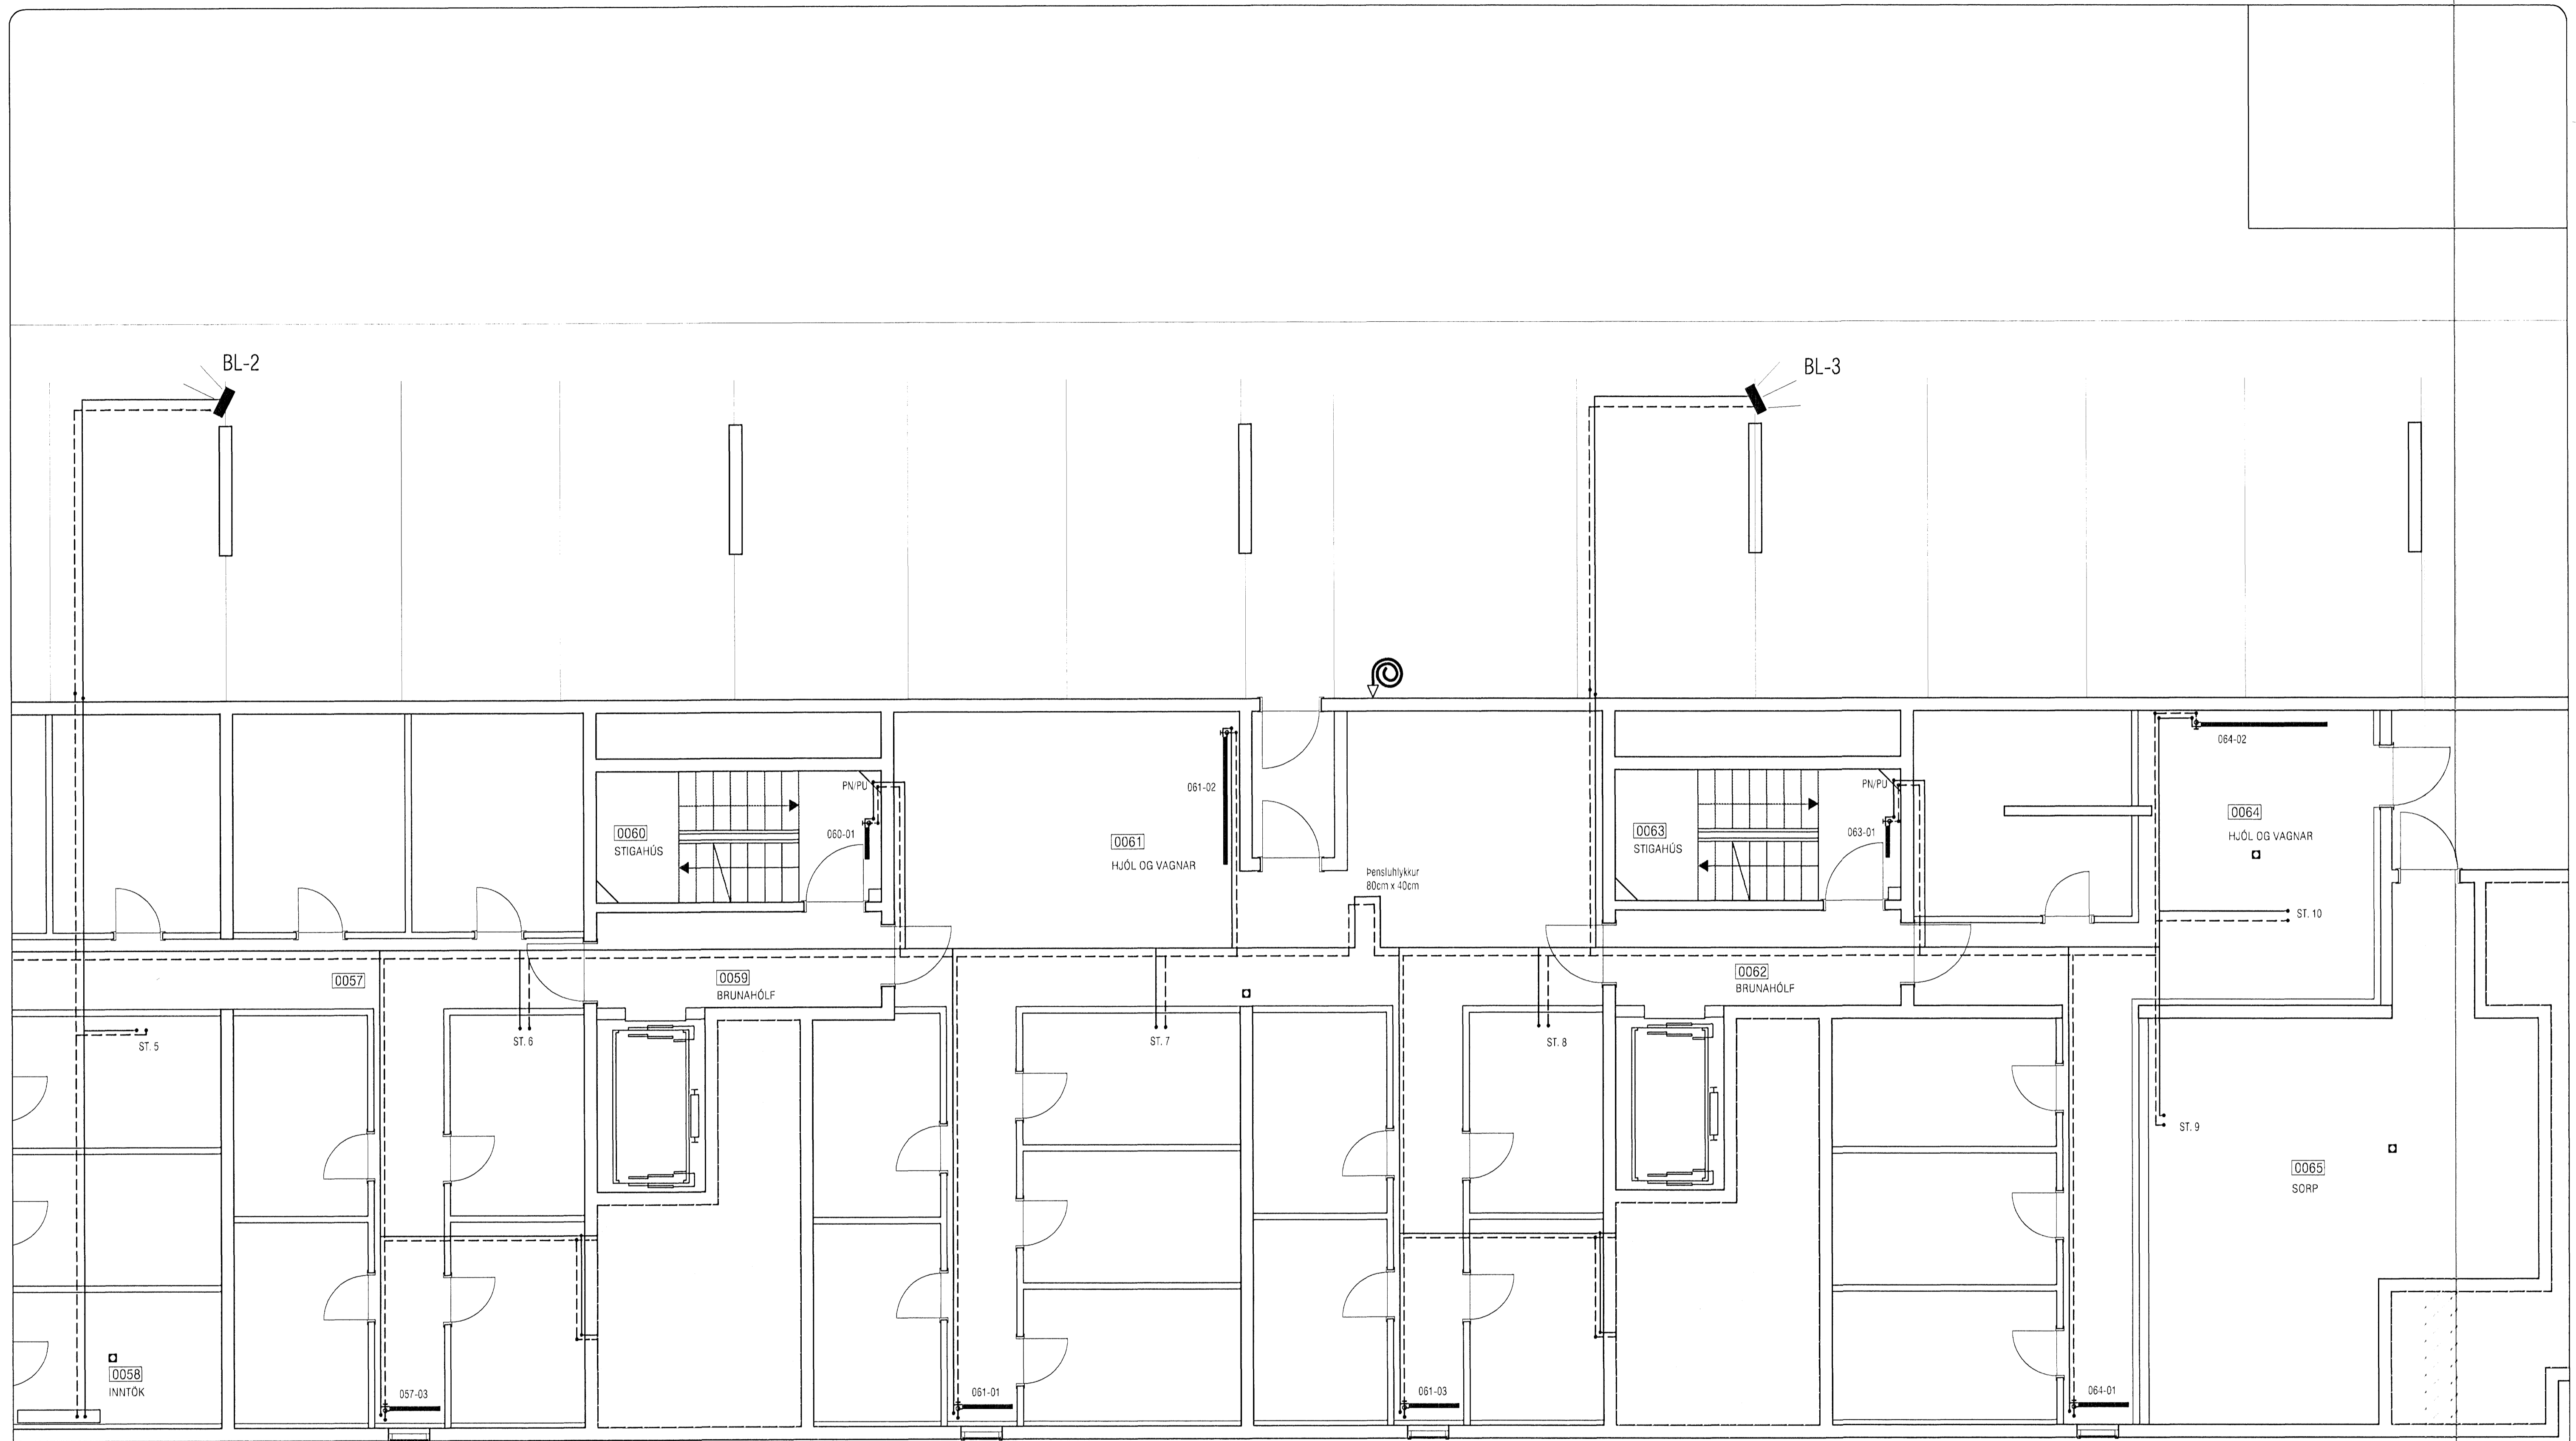 BL-2
BL-3
064-02
PN/PU
061-02
PN/PU
0060
STIGAHÚS
060-01
0061
HJÓL OG VAGNAR
0063
STIGAHÚS
063-01
0064
HJÓL OG VAGNAR
Þensluhlykkur
80cm x 40cm
ST. 10
0057
0059
BRUNAHÓLF
0062
BRUNAHÓLF
ST. 5
ST. 6
ST. 7
ST. 8
ST. 9
0065
SORP
0058
INNTÖK
057-03
061-01
061-03
064-01